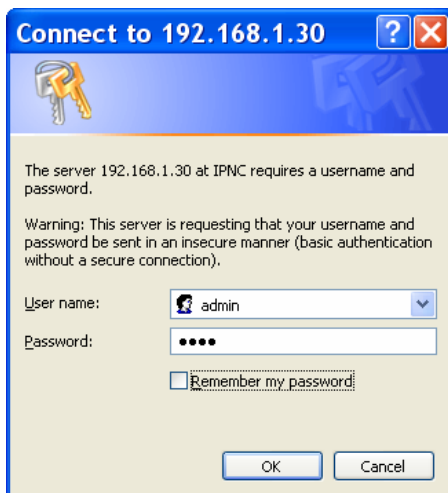 Connect to 192.168.1.30
The server 192.168.1.30 at IPNC requires a username and
password.
Warning: This server is requesting that your username and
password be sent in an insecure manner (basic authentication
without a secure connection).
User name:
admin
Password:
••••
Remember my password
OK
Cancel